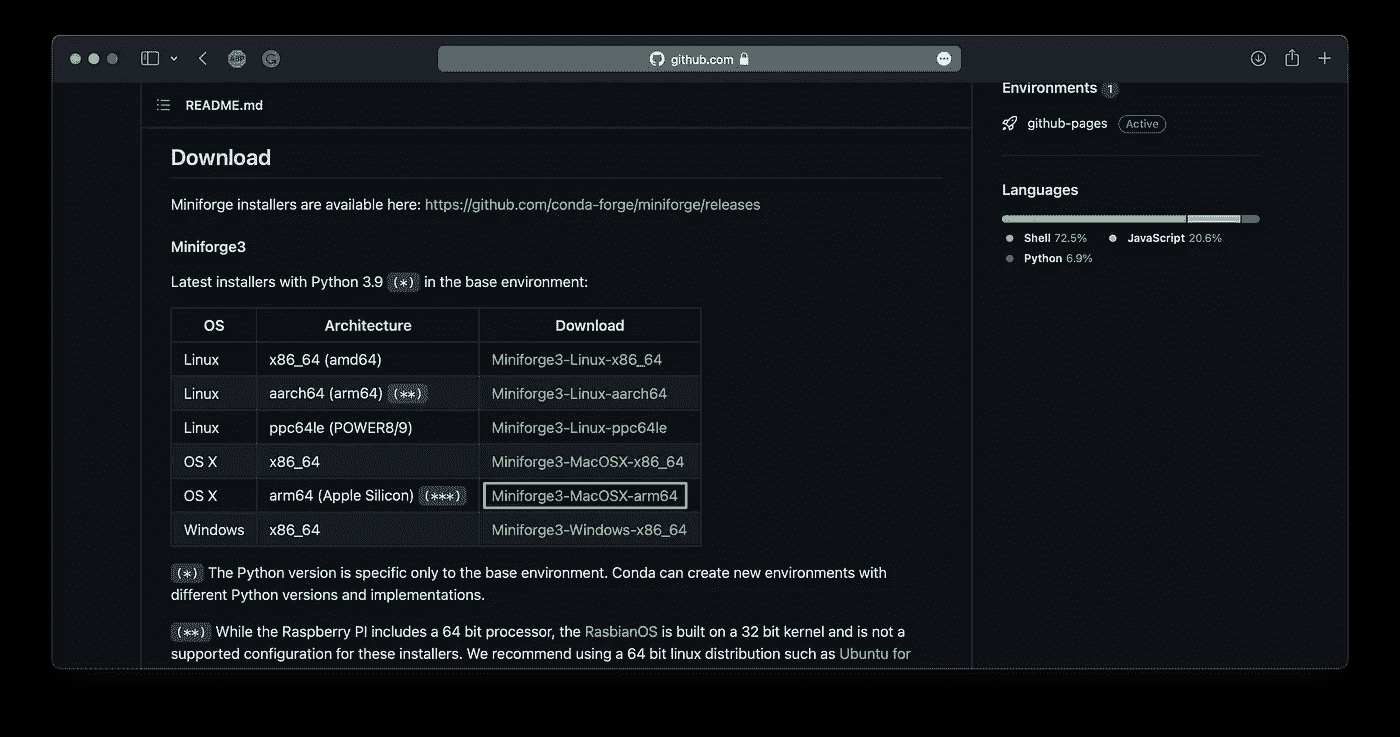 github.com
README.md
Environments 1
github-pages Active
Download
Miniforge installers are available here: https://github.com/conda-forge/miniforge/releases
Languages
Shell 72.5% JavaScript 20.6%
Python 6.9%
Miniforge3
Latest installers with Python 3.9 (*) in the base environment:
OS Architecture Download
Linux x86_64 (amd64) Miniforge3-Linux-x86_64
Linux aarch64 (arm64) (**) Miniforge3-Linux-aarch64
Linux ppc64le (POWER8/9) Miniforge3-Linux-ppc64le
OS X x86_64 Miniforge3-MacOSX-x86_64
OS X arm64 (Apple Silicon) (***) Miniforge3-MacOSX-arm64
Windows x86_64 Miniforge3-Windows-x86_64
(*) The Python version is specific only to the base environment. Conda can create new environments with
different Python versions and implementations.
(**) While the Raspberry PI includes a 64 bit processor, the RasbianOS is built on a 32 bit kernel and is not a
supported configuration for these installers. We recommend using a 64 bit linux distribution such as Ubuntu for